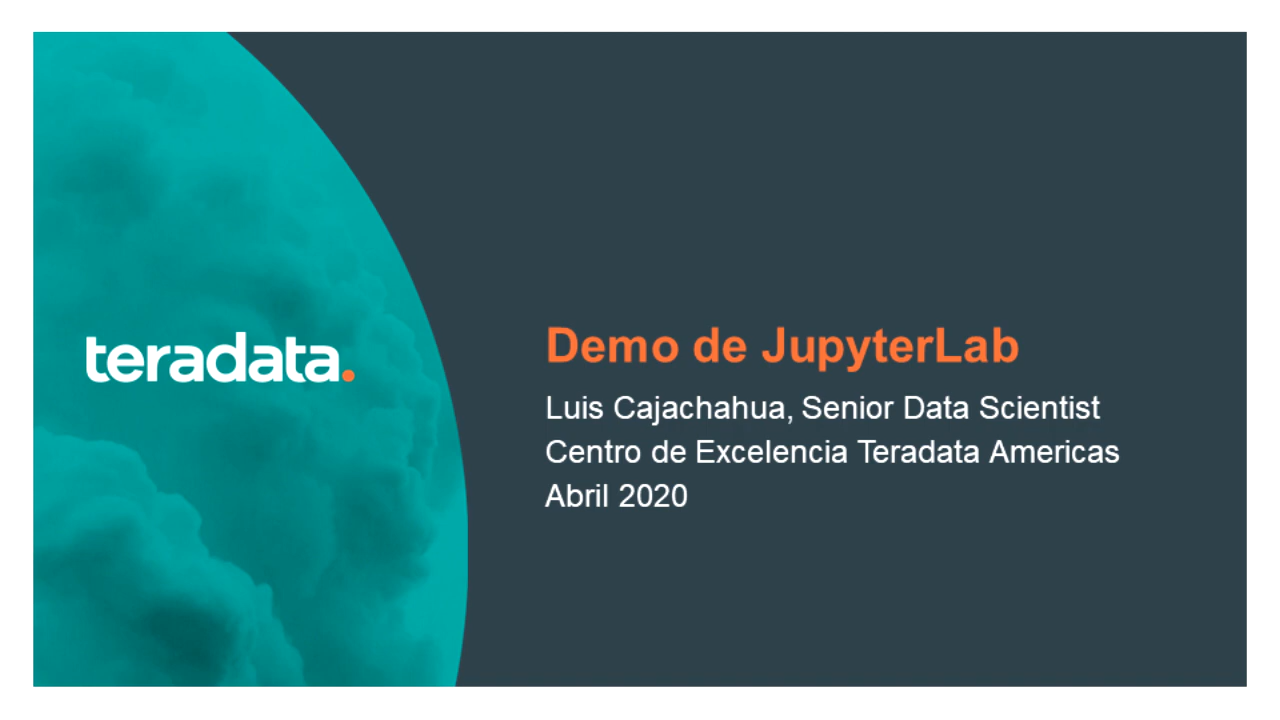 teradata.
Demo de JupyterLab
Luis Cajachahua, Senior Data Scientist
Centro de Excelencia Teradata Americas
Abril 2020